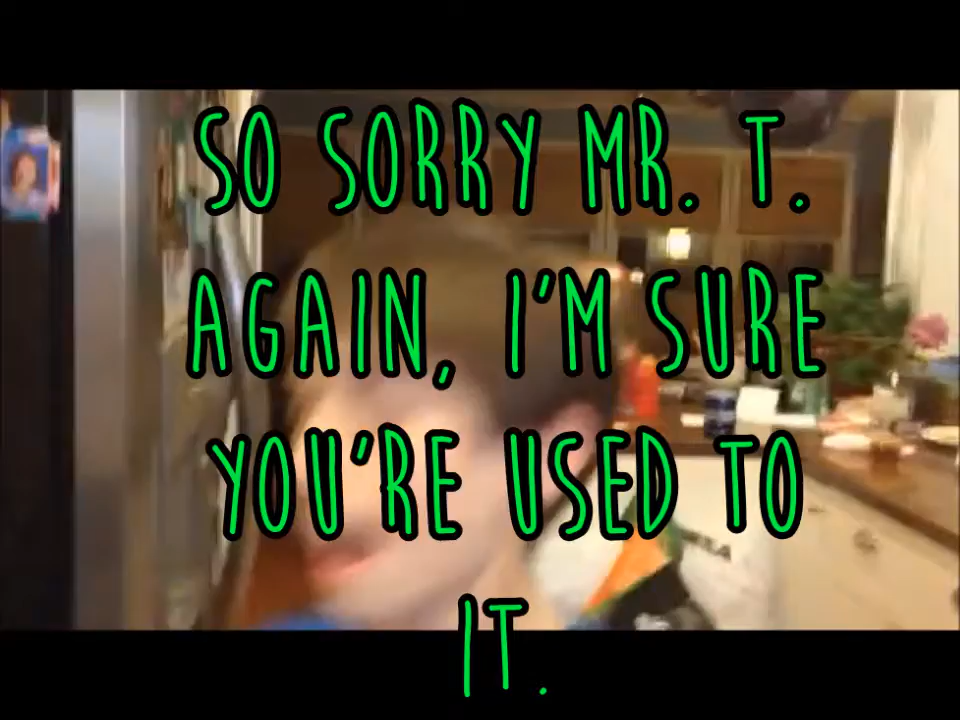 SO SORRY MR. T.
AGAIN, I'M SURE
YOU'RE USED TO
IT.